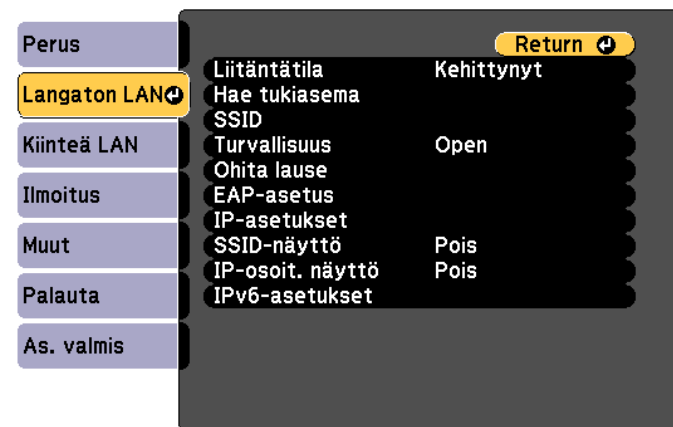 Perus
Langaton LAN
Kiinteä LAN
Ilmoitus
Muut
Palauta
As. valmis
Return
Liitäntätila Kehittynyt
Hae tukiasema
SSID
Turvallisuus Open
Ohita lause
EAP-asetus
IP-asetukset
SSID-näyttö Pois
IP-osoit. näyttö Pois
IPv6-asetukset